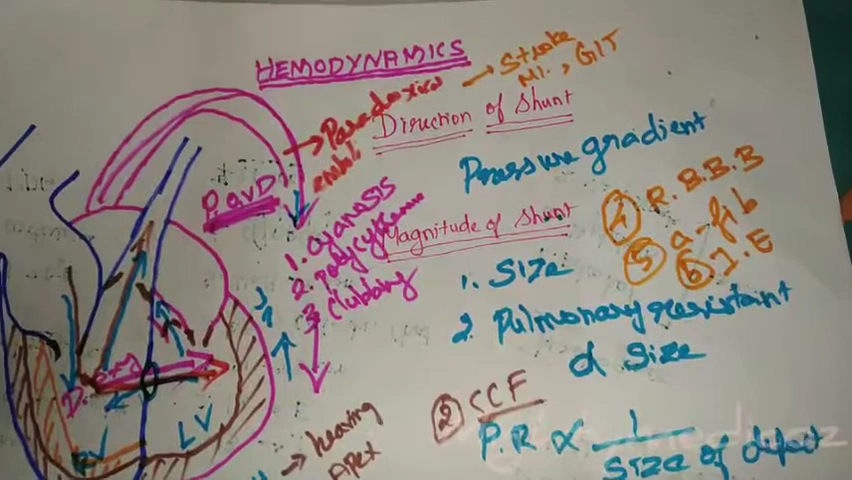 HEMODYNAMICS
Paradoxical → Stroke
MI., GIT
emboli
Direction of Shunt
Pressure gradient
P.avD
1. cyanosis
2. polycythemia
3. Clubbing
Magnitude of Shunt
④ R.B.B.B
⑤ a-fib
⑥ I.E
1. Size
2. Pulmonary resistant
α Size
② CCF
P.R ∝ 1
Size of defect
RV
LV
→ heaving
Apex